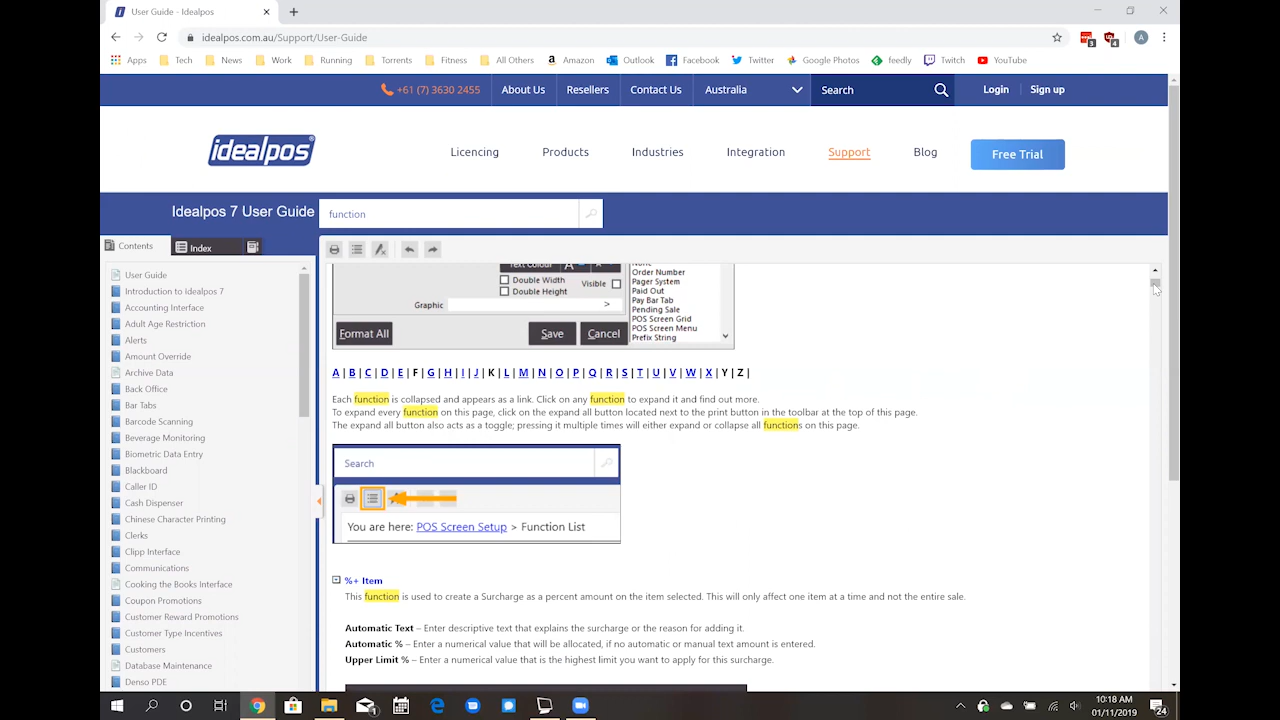 User Guide - Idealpos
idealpos.com.au/Support/User-Guide
Apps Tech News Work Running Torrents Fitness All Others Amazon Outlook Facebook Twitter Google Photos feedly Twitch YouTube
+61 (7) 3630 2455 About Us Resellers Contact Us Australia Search Login Sign up
idealpos Licencing Products Industries Integration Support Blog Free Trial
Idealpos 7 User Guide function
Contents Index
User Guide
Introduction to Idealpos 7
Accounting Interface
Adult Age Restriction
Alerts
Amount Override
Archive Data
Back Office
Bar Tabs
Barcode Scanning
Beverage Monitoring
Biometric Data Entry
Blackboard
Caller ID
Cash Dispenser
Chinese Character Printing
Clerks
Clipp Interface
Communications
Cooking the Books Interface
Coupon Promotions
Customer Reward Promotions
Customer Type Incentives
Customers
Database Maintenance
Denso PDE
Text Colour
Double Width
Double Height
Visible
Graphic >
Format All Save Cancel
None
Order Number
Pager System
Paid Out
Pay Bar Tab
Pending Sale
POS Screen Grid
POS Screen Menu
Prefix String
A | B | C | D | E | F | G | H | I | J | K | L | M | N | O | P | Q | R | S | T | U | V | W | X | Y | Z |
Each function is collapsed and appears as a link. Click on any function to expand it and find out more.
To expand every function on this page, click on the expand all button located next to the print button in the toolbar at the top of this page.
The expand all button also acts as a toggle; pressing it multiple times will either expand or collapse all functions on this page.
Search
You are here: POS Screen Setup > Function List
%+ Item
This function is used to create a Surcharge as a percent amount on the item selected. This will only affect one item at a time and not the entire sale.
Automatic Text – Enter descriptive text that explains the surcharge or the reason for adding it.
Automatic % – Enter a numerical value that will be allocated, if no automatic or manual text amount is entered.
Upper Limit % – Enter a numerical value that is the highest limit you want to apply for this surcharge.
10:18 AM
01/11/2019
24